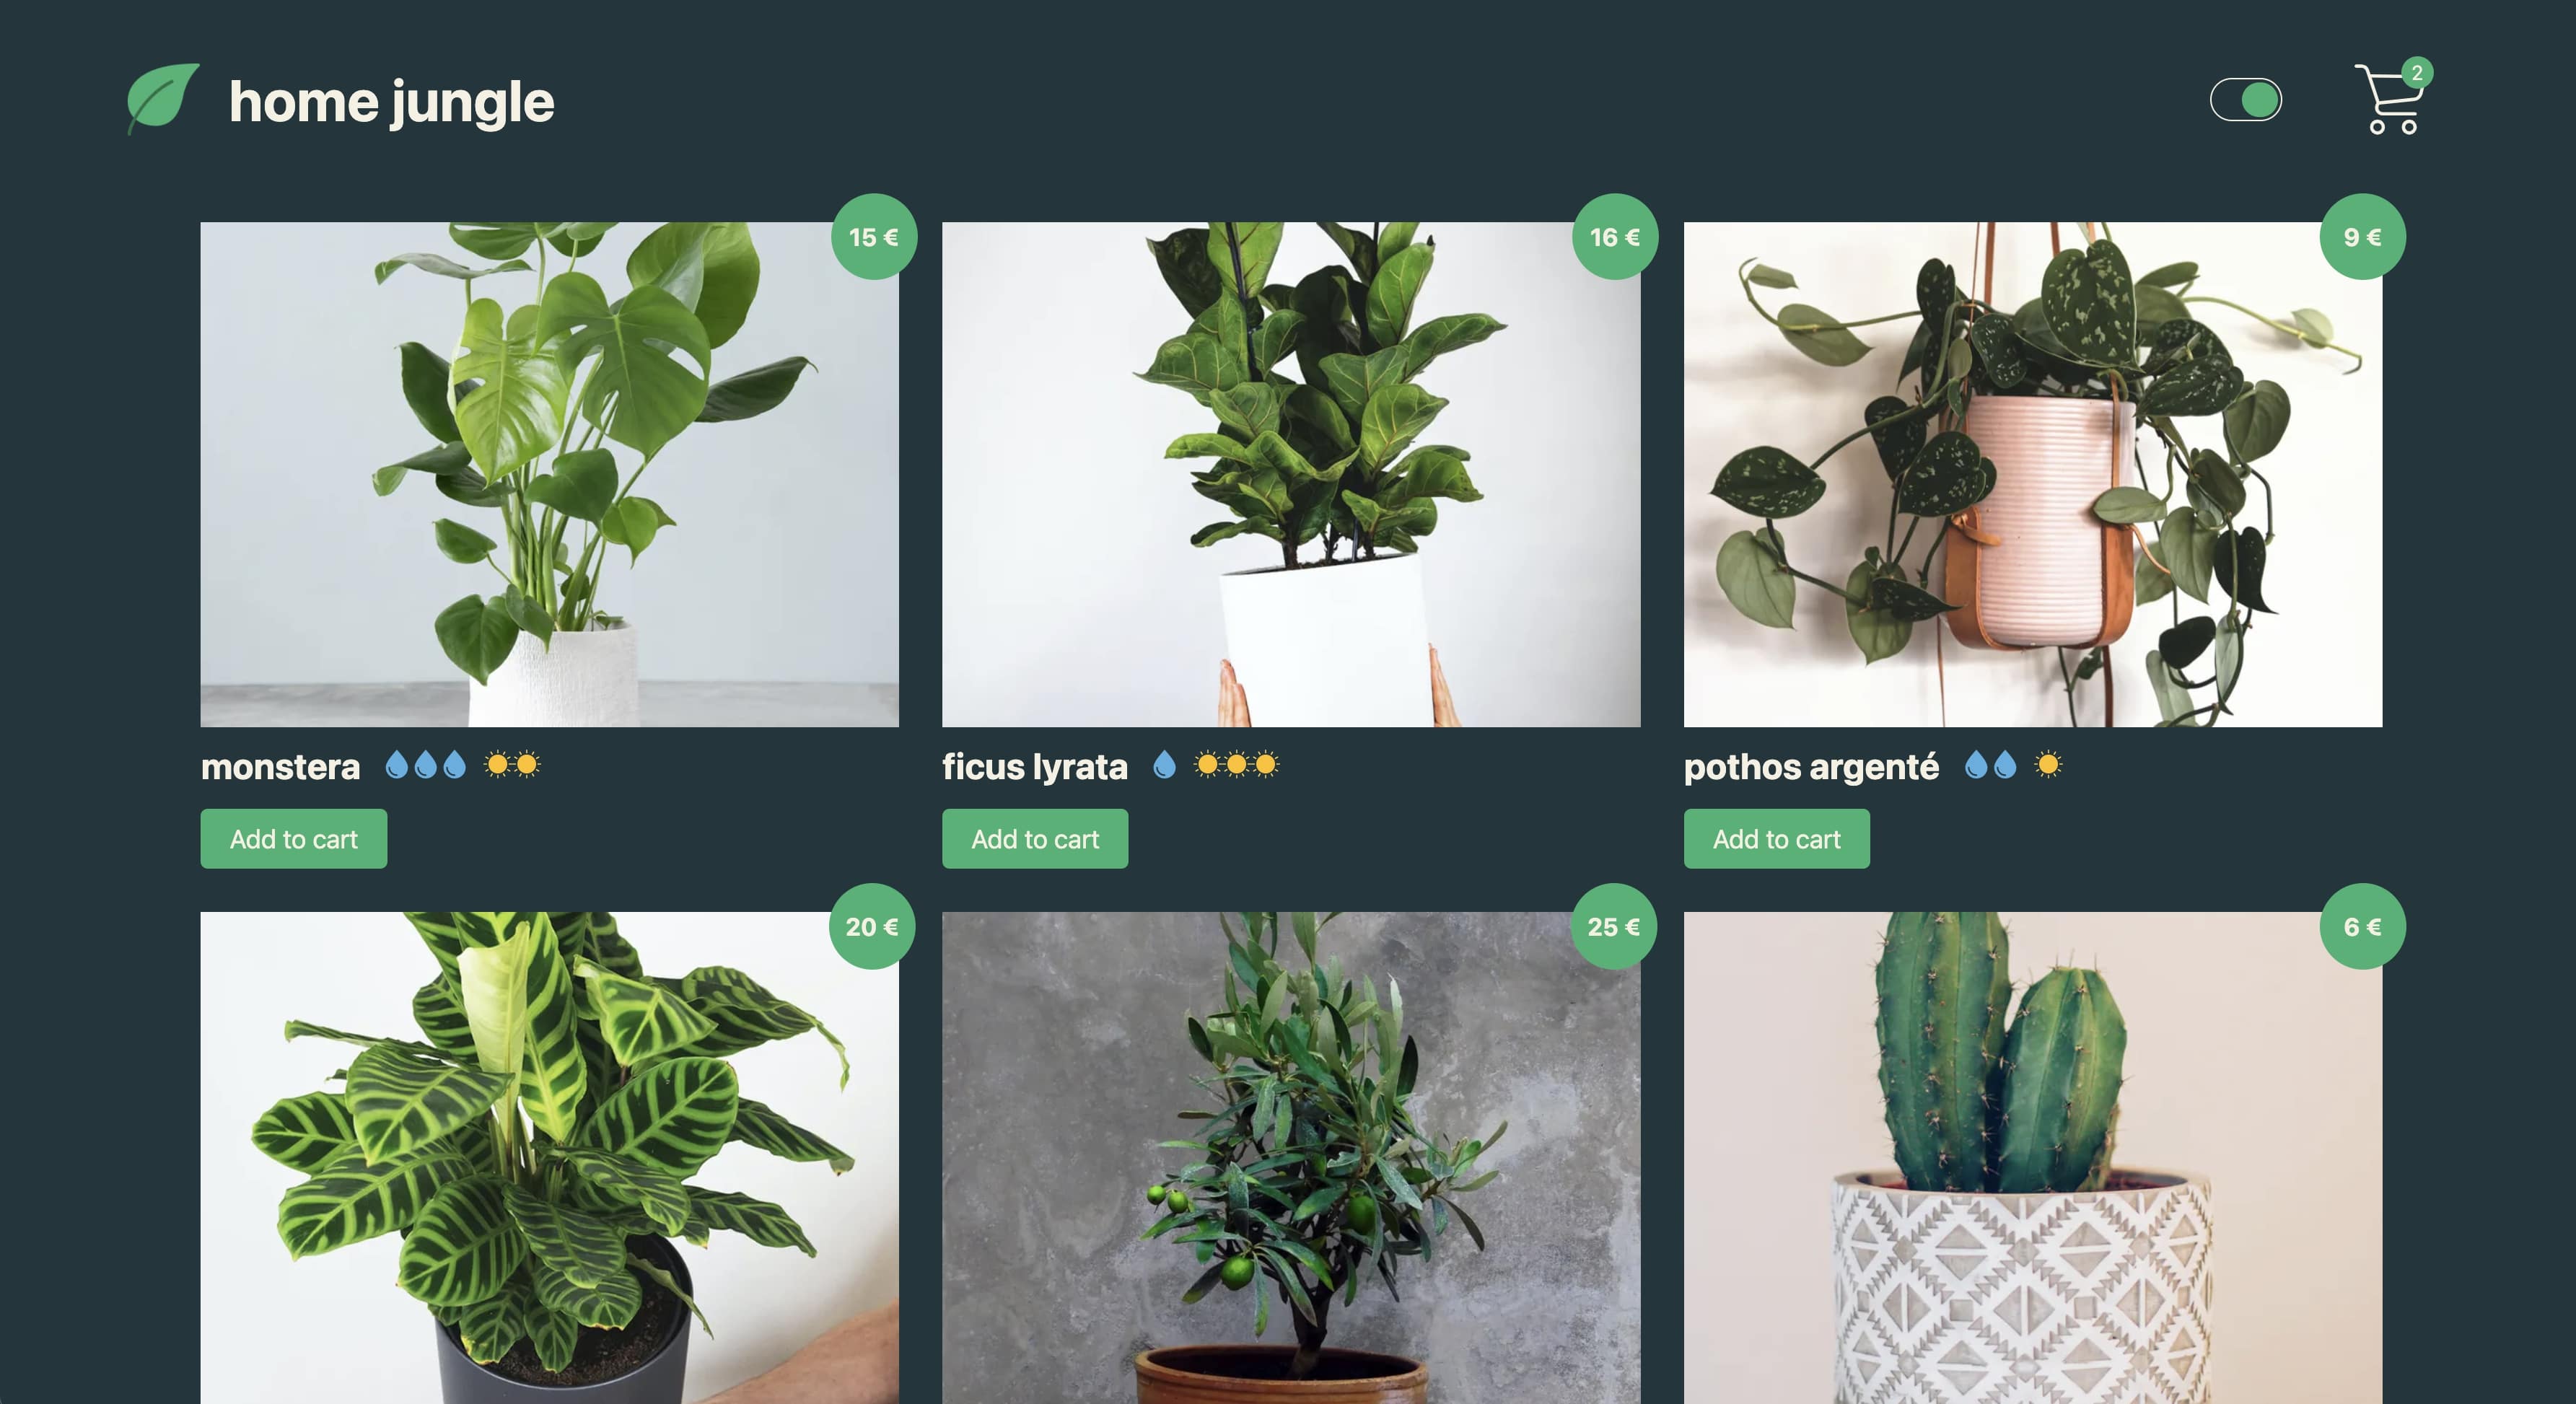 home jungle
2
15 €
16 €
9 €
monstera
ficus lyrata
pothos argenté
Add to cart
Add to cart
Add to cart
20 €
25 €
6 €